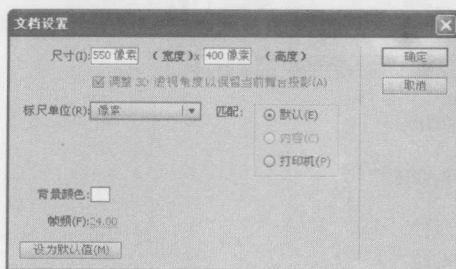 文档设置
尺寸(I): 550 像素 (宽度) x 400 像素 (高度) 确定
调整 3D 透视角度以保留当前舞台投影(A) 取消
标尺单位(R): 像素 匹配: 默认(E)
内容(C)
打印机(P)
背景颜色:
帧频(F): 24.00
设为默认值(M)